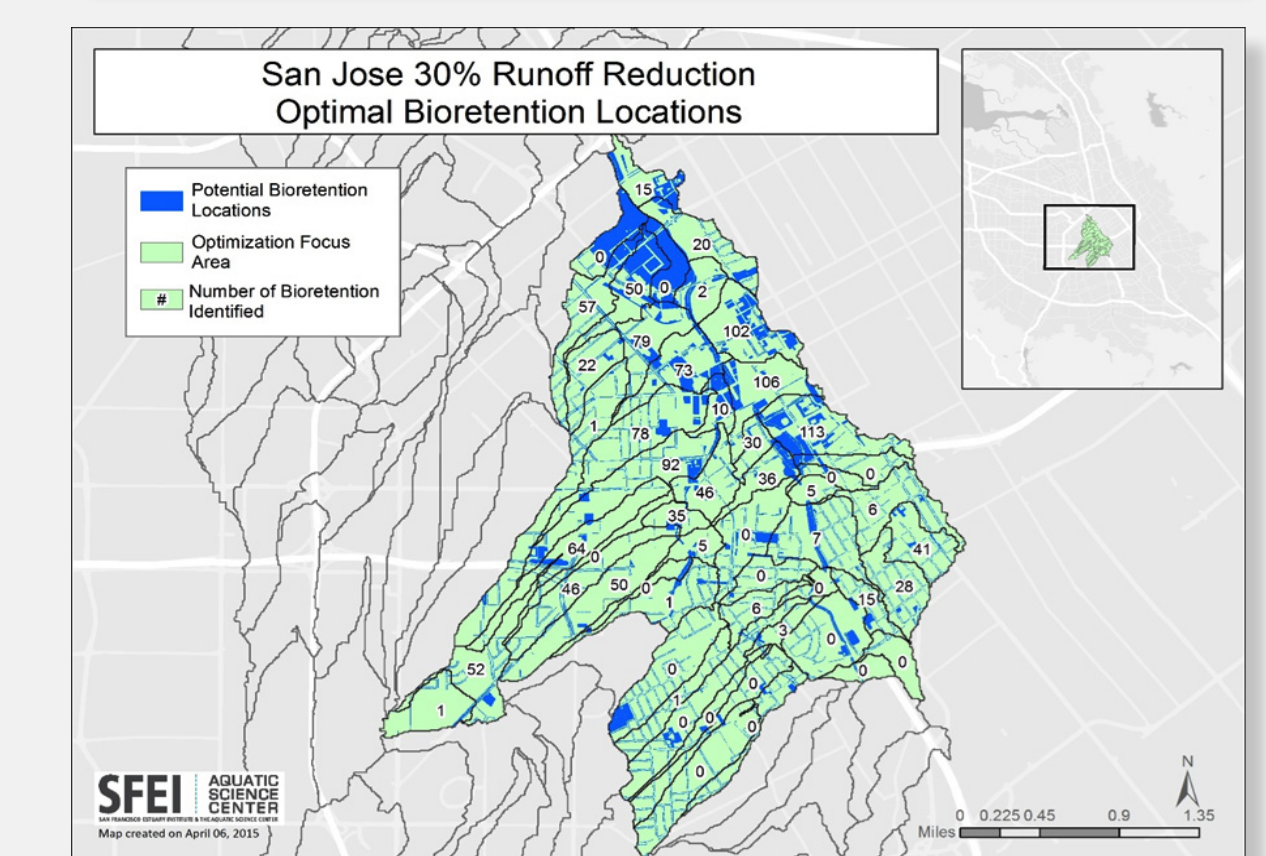 San Jose 30% Runoff Reduction
Optimal Bioretention Locations
Potential Bioretention
Locations
Optimization Focus
Area
# Number of Bioretention
Identified
15
20
0
50 0 2
57
79 102
22
73 106
10
1 78 30 113
92
46 36 5 0 0
35 6
64 0 5 0 7 41
46 50 0 1 0 0 15 28
6
3 0
52 0 0 0
1 1 0
0 0 0
0
SFEI AQUATIC
SCIENCE
CENTER
SAN FRANCISCO ESTUARY INSTITUTE & THE AQUATIC SCIENCE CENTER
Map created on April 06, 2015
N
0 0.225 0.45 0.9 1.35
Miles